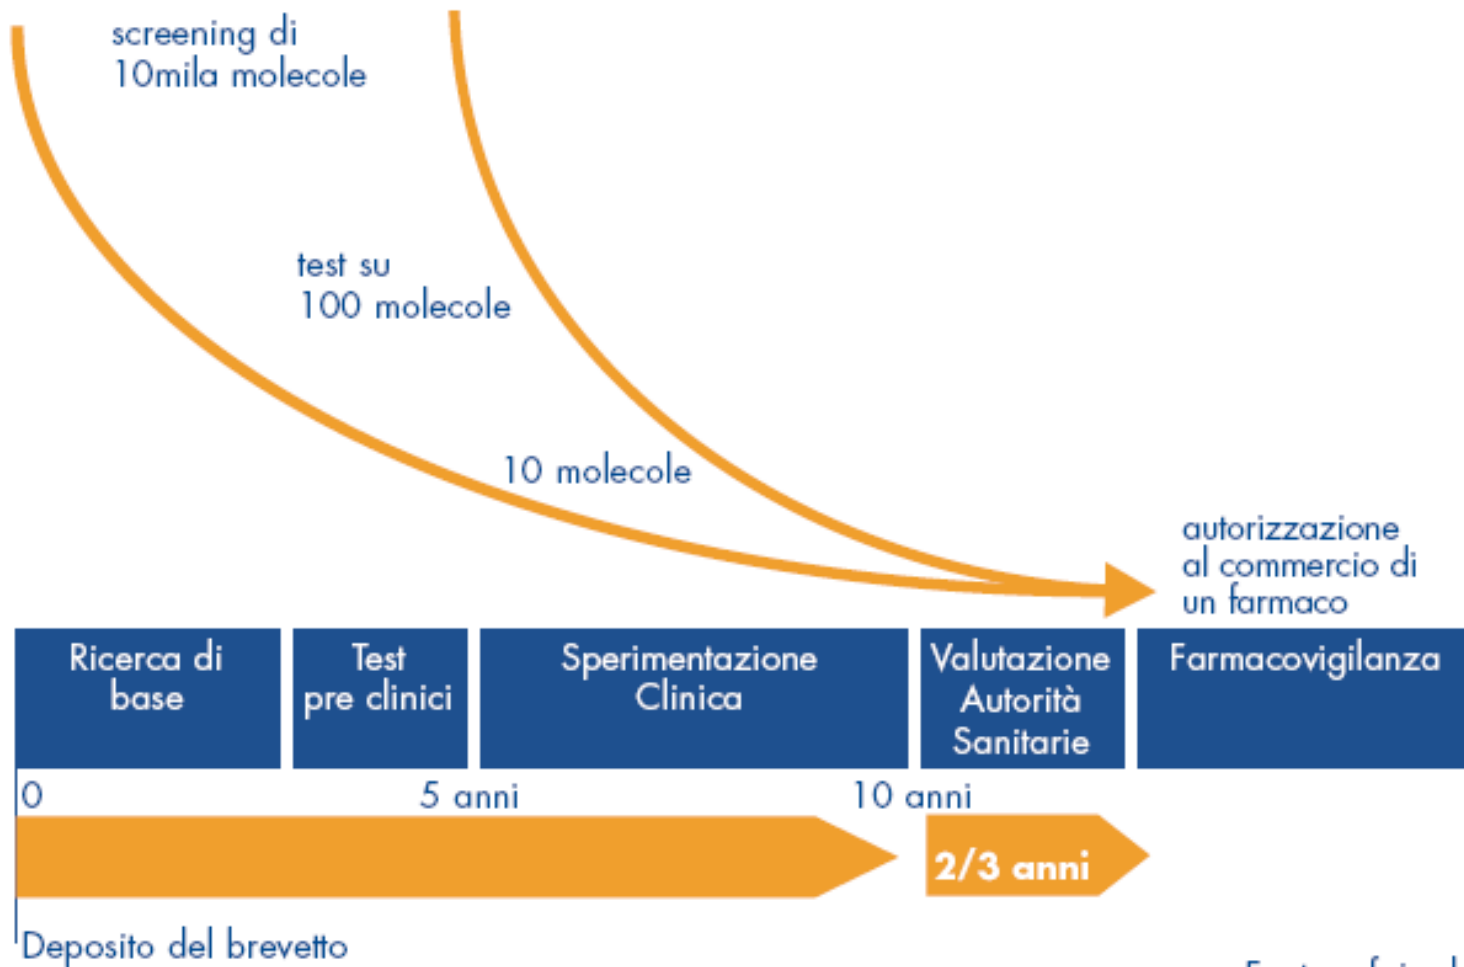 screening di
10mila molecole
test su
100 molecole
10 molecole
autorizzazione
al commercio di
un farmaco
Ricerca di
base
Test
pre clinici
Sperimentazione
Clinica
Valutazione
Autorità
Sanitarie
Farmacovigilanza
0
5 anni
10 anni
2/3 anni
Deposito del brevetto